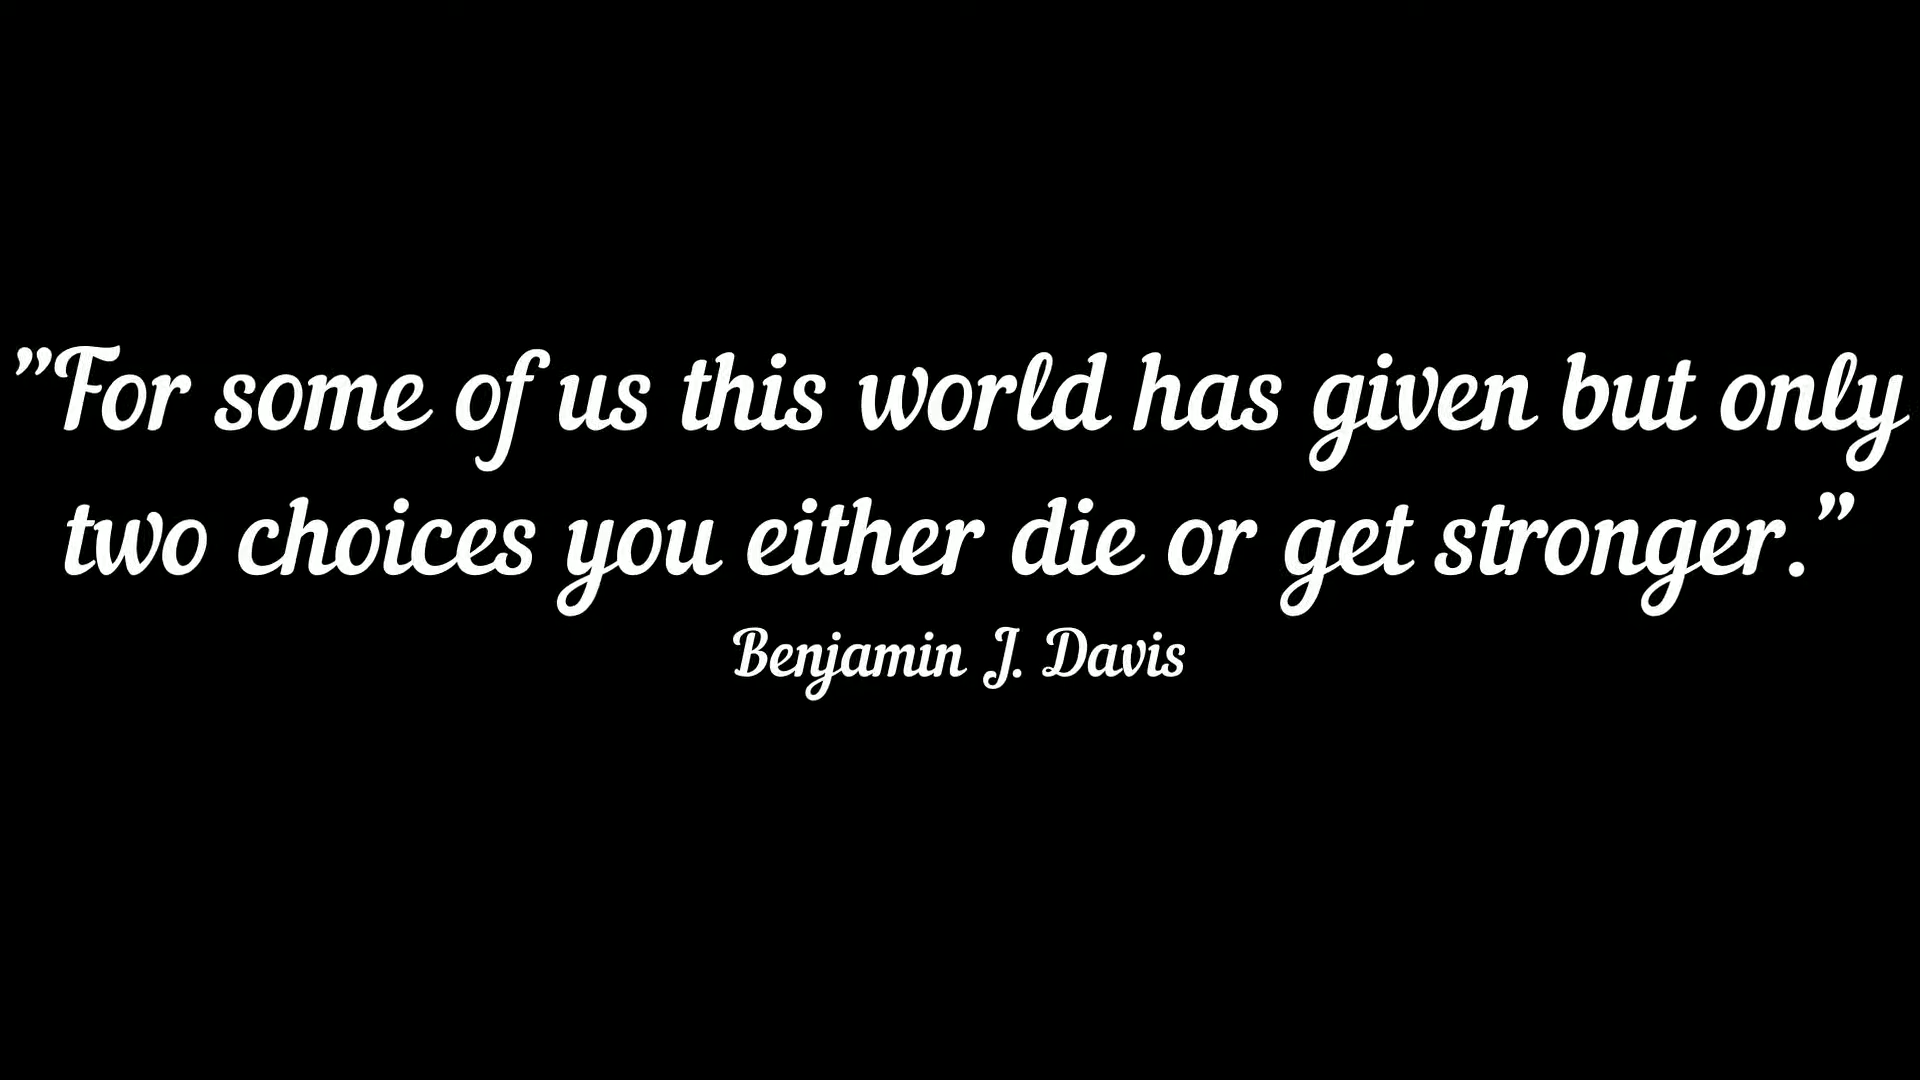 ”For some of us this world has given but only
two choices you either die or get stronger.”
Benjamin J. Davis